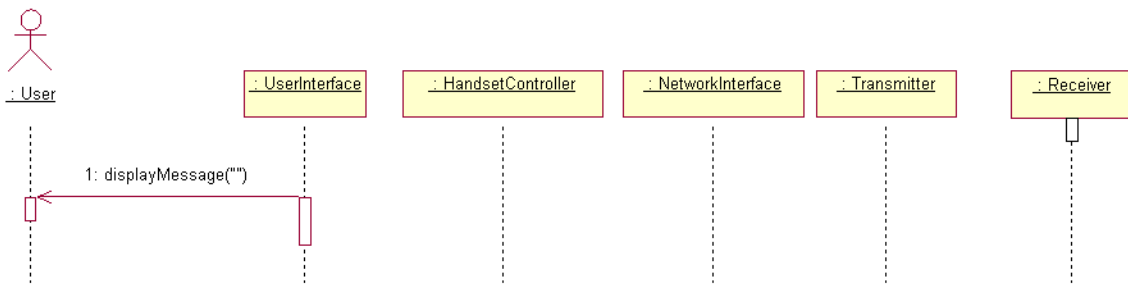 : User
: UserInterface
: HandsetController
: NetworkInterface
: Transmitter
: Receiver
1: displayMessage("")